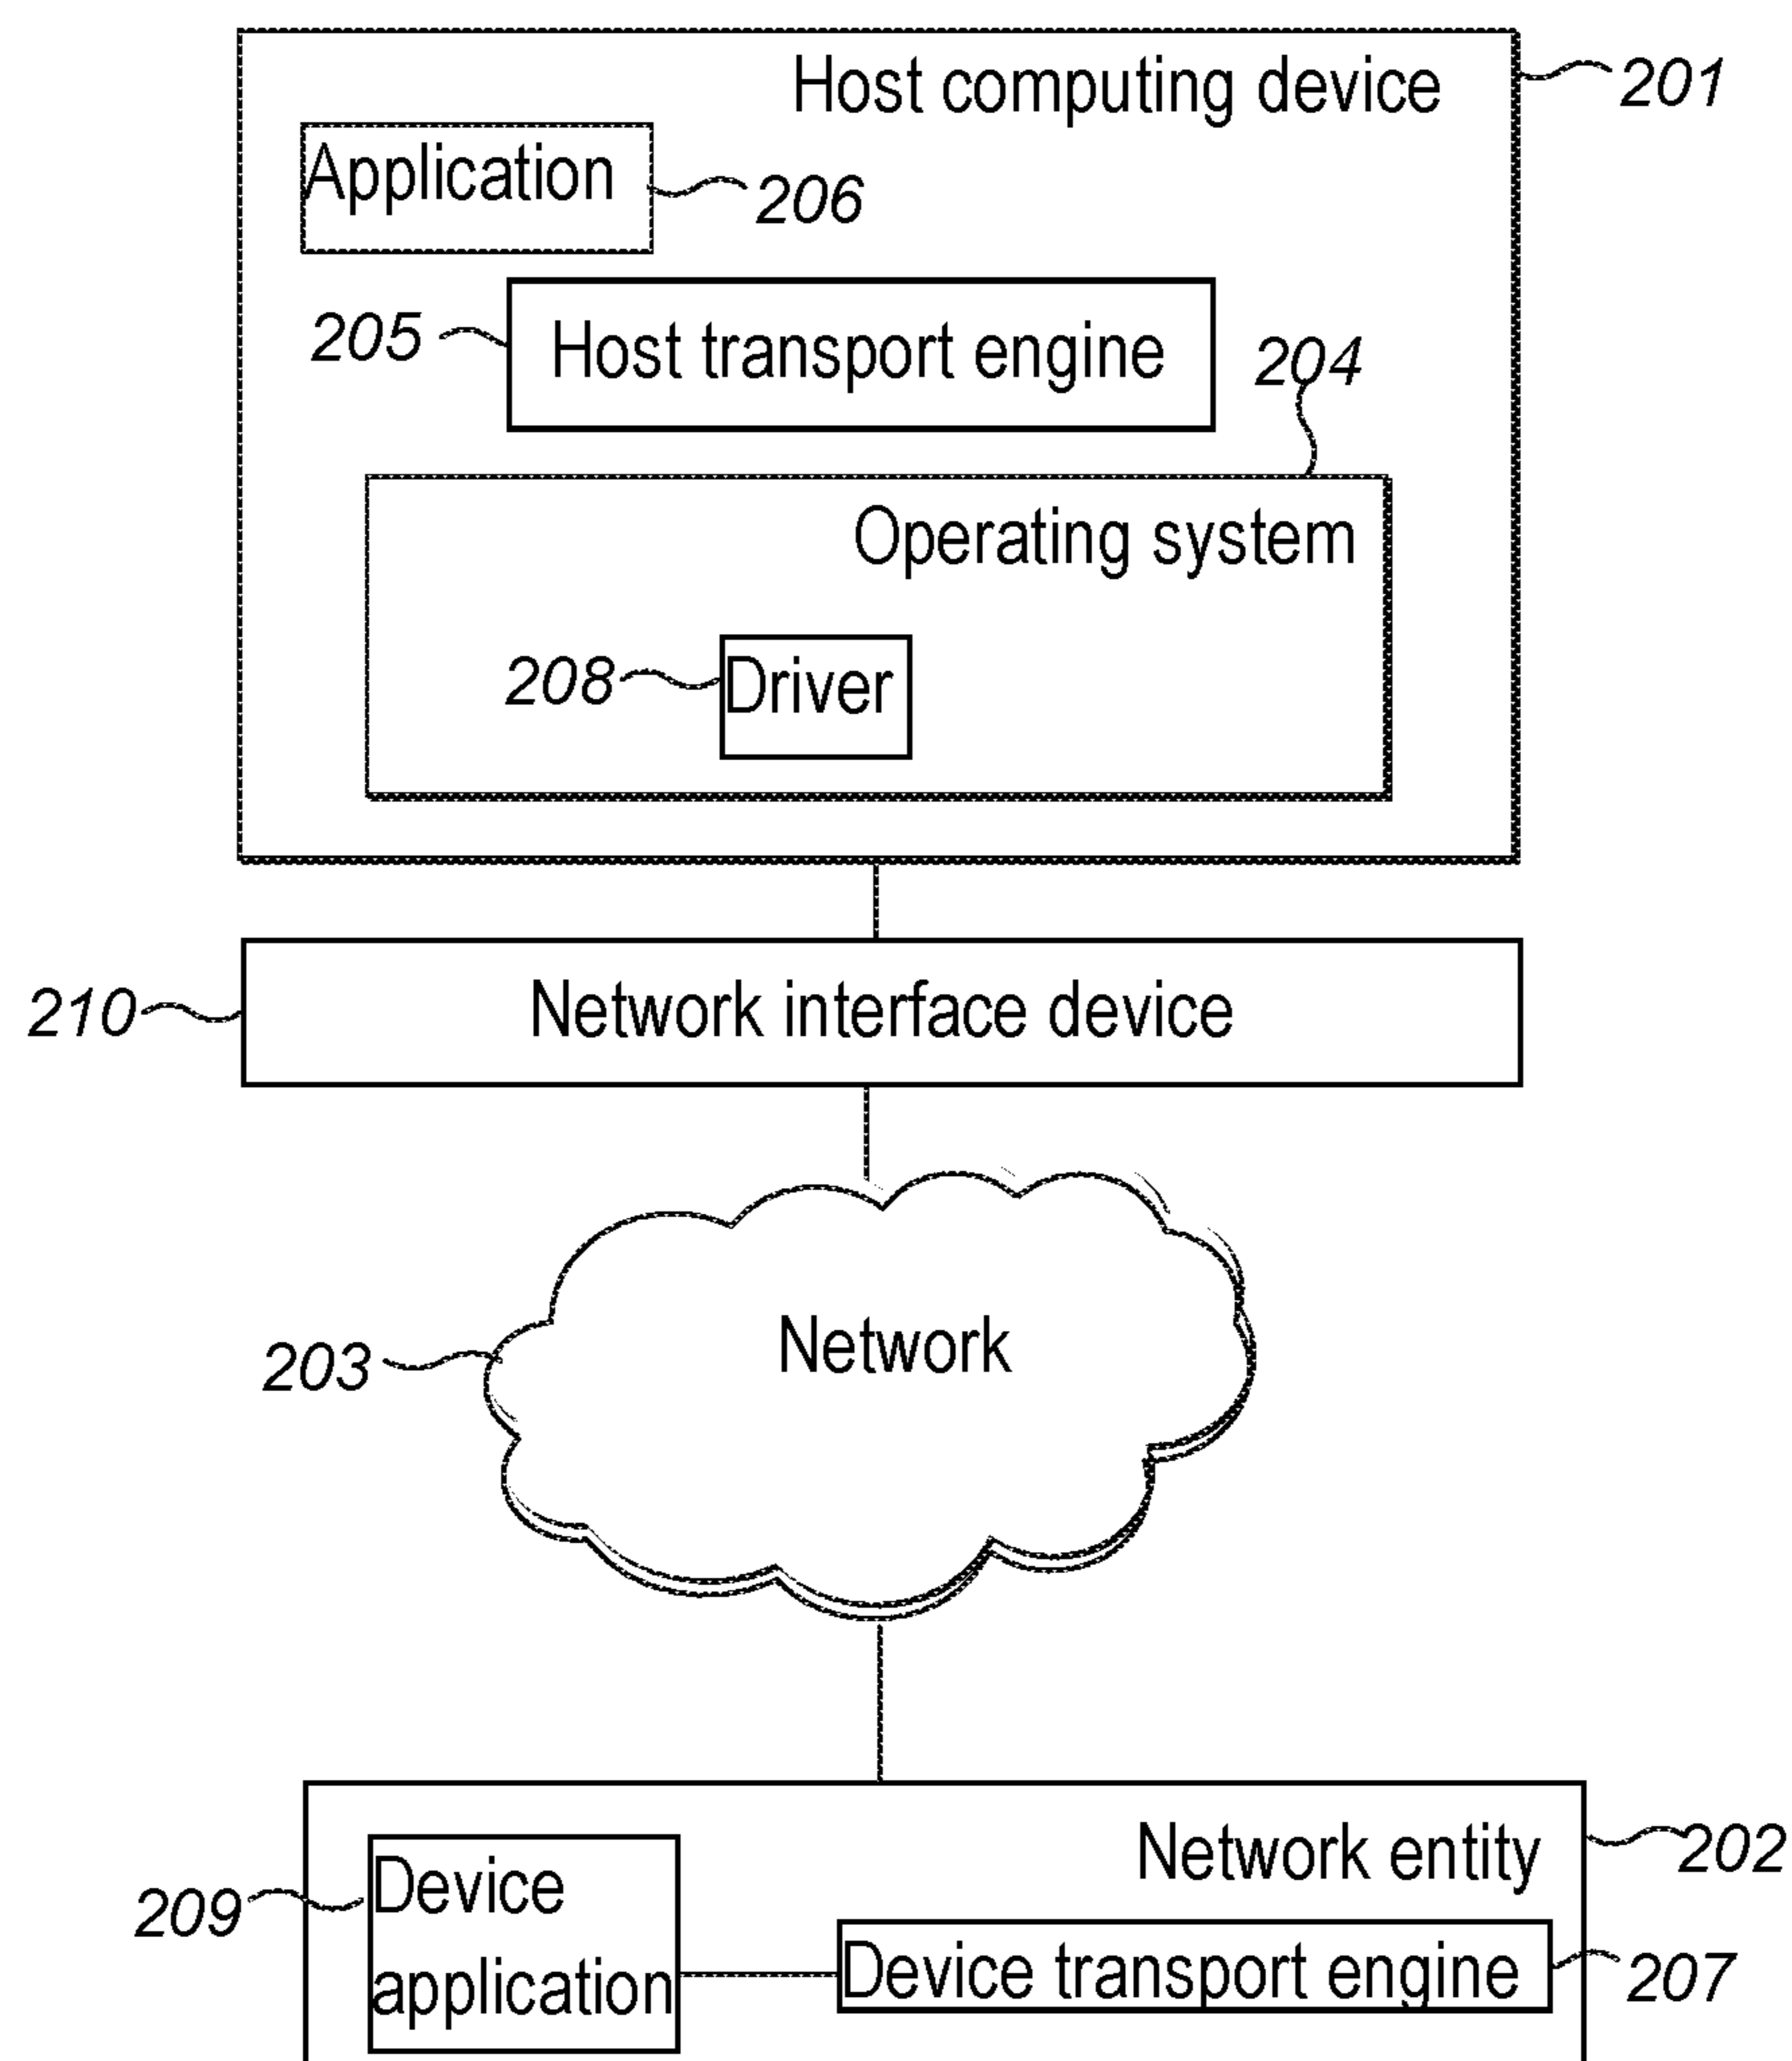 Host computing device
201
Application
206
205
Host transport engine
204
Operating system
208
Driver
210
Network interface device
203
Network
Network entity
202
209
Device
application
Device transport engine
207